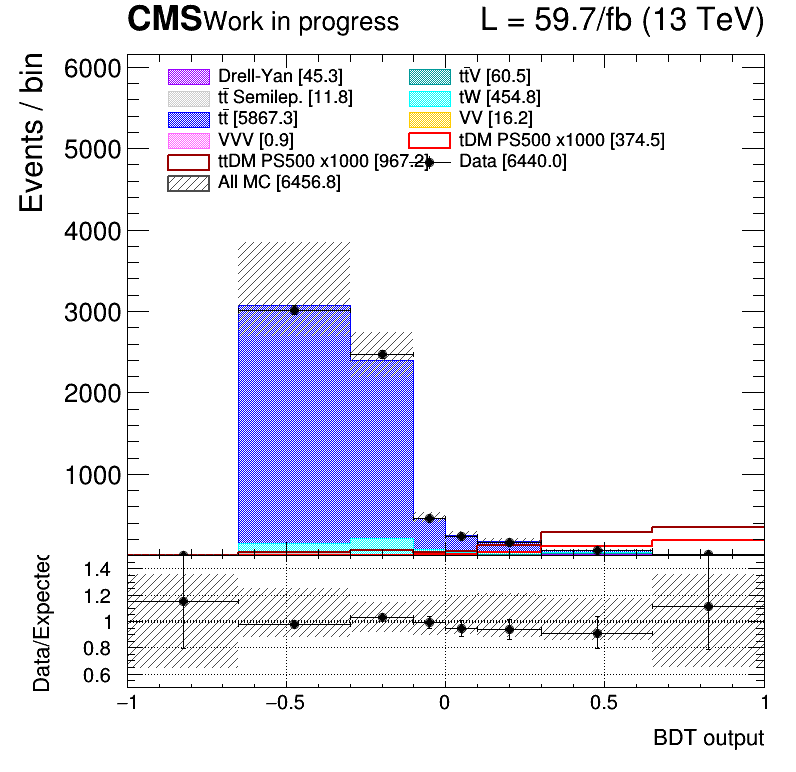 CMS Work in progress L = 59.7/fb (13 TeV)
Events / bin
6000
5000
4000
3000
2000
1000
Drell-Yan [45.3] tt̄V [60.5]
tt̄ Semilep. [11.8] tW [454.8]
tt̄ [5867.3] VV [16.2]
VVV [0.9] tDM PS500 x1000 [374.5]
ttDM PS500 x1000 [967.2] Data [6440.0]
All MC [6456.8]
Data/Expected
1.4
1.2
1
0.8
0.6
−1 −0.5 0 0.5 1
BDT output